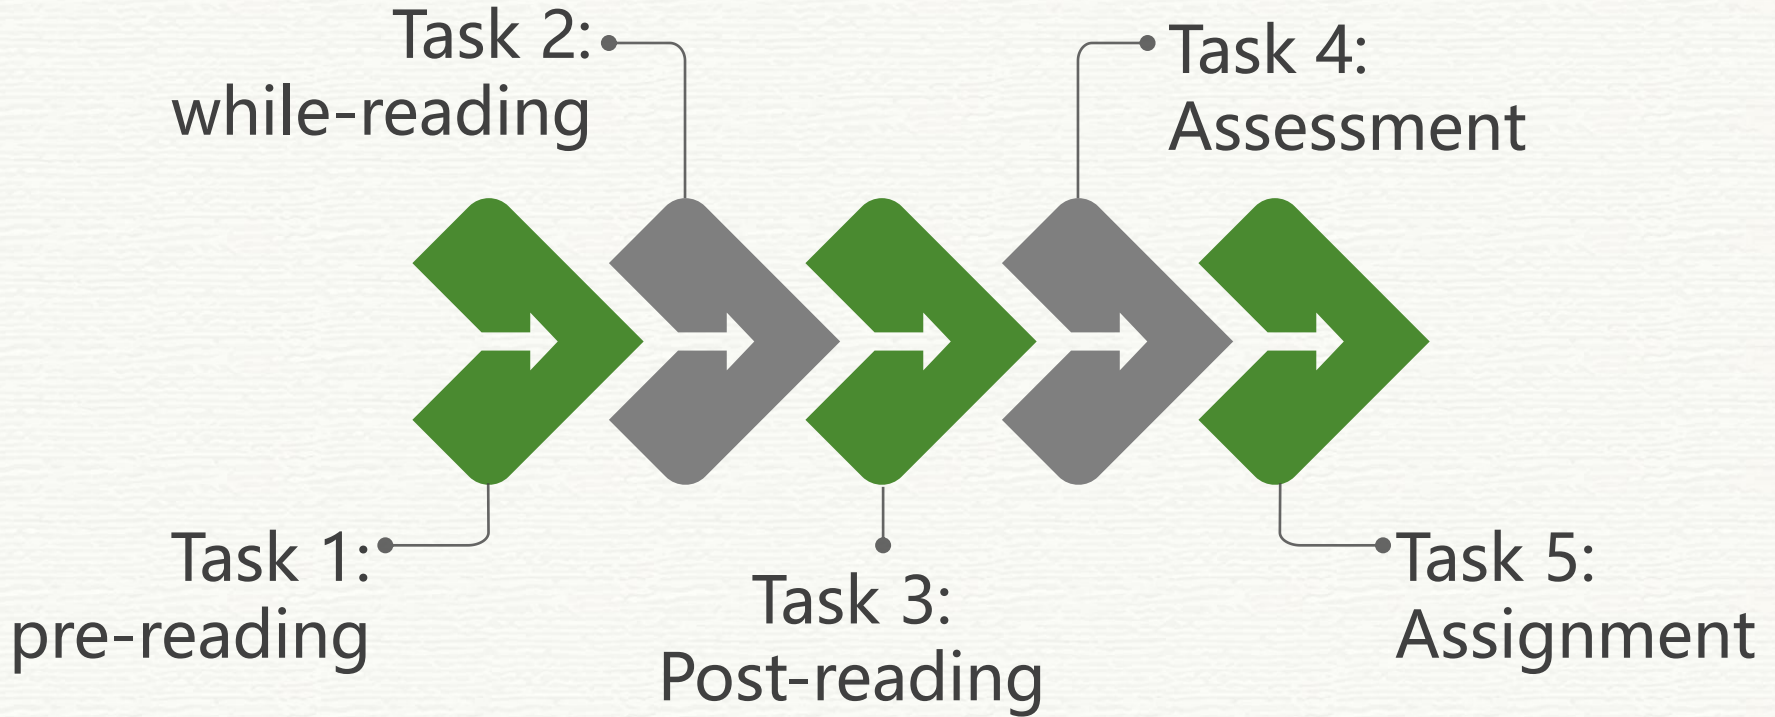 Task 1:
pre-reading
Task 2:
while-reading
Task 3:
Post-reading
Task 4:
Assessment
Task 5:
Assignment